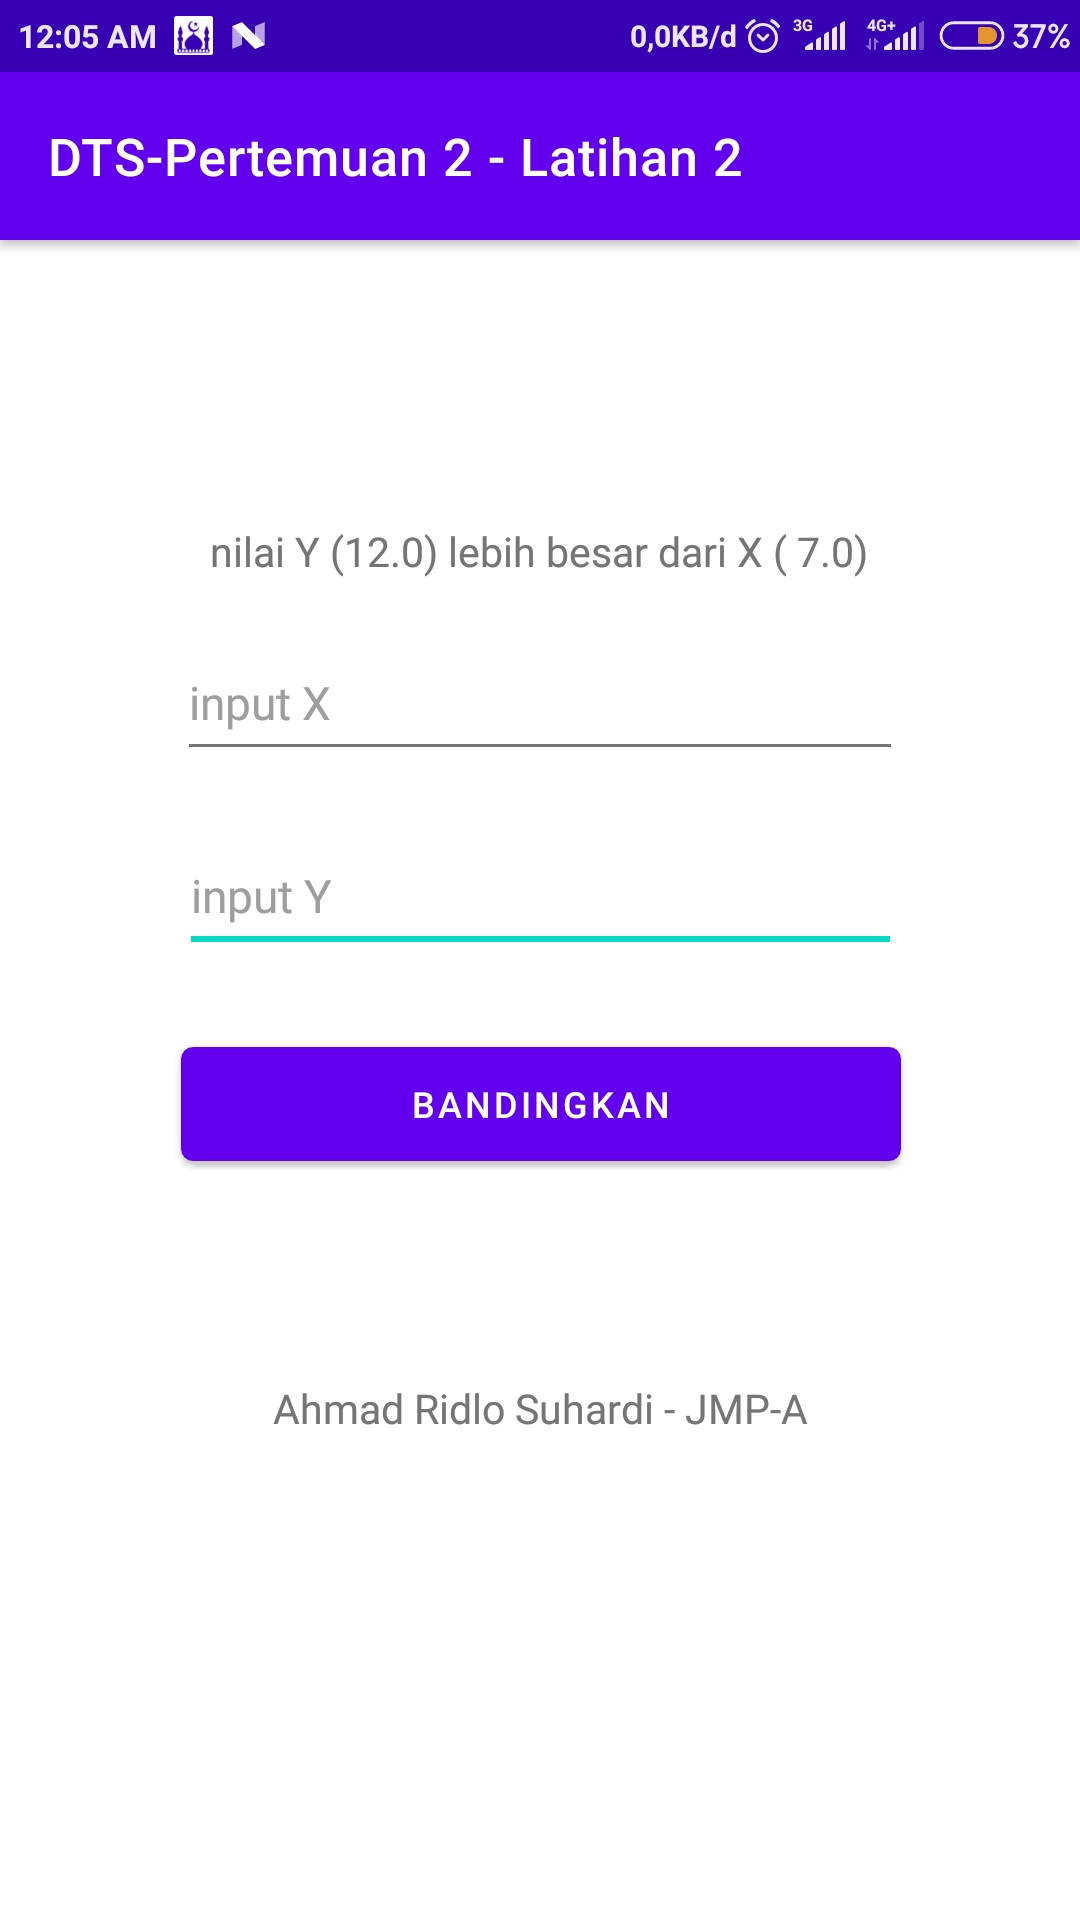 12:05 AM 0,0KB/d 3G 4G+ 37%
DTS-Pertemuan 2 - Latihan 2
nilai Y (12.0) lebih besar dari X ( 7.0)
input X
input Y
BANDINGKAN
Ahmad Ridlo Suhardi - JMP-A